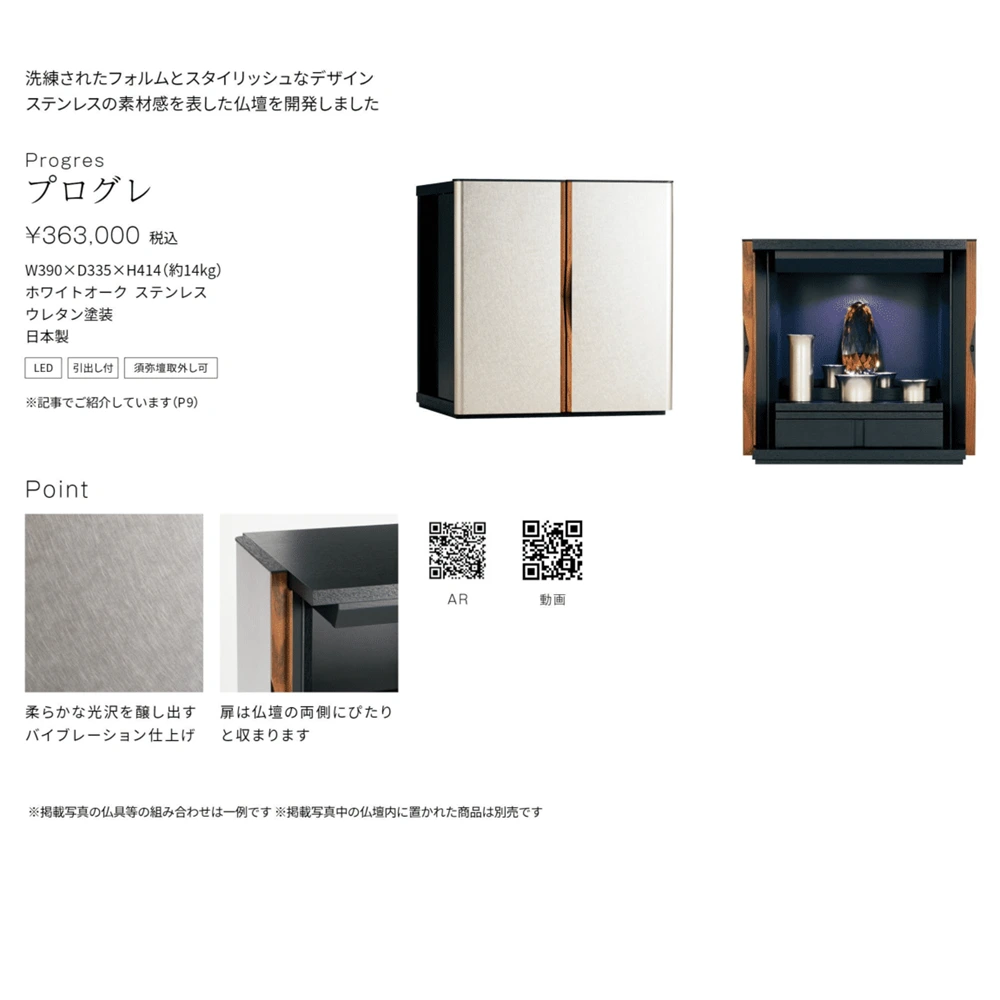 洗練されたフォルムとスタイリッシュなデザイン
ステンレスの素材感を表した仏壇を開発しました
Progres
プログレ
¥363,000 税込
W390×D335×H414(約14kg)
ホワイトオーク ステンレス
ウレタン塗装
日本製
LED 引出し付 須弥壇取外し可
※記事でご紹介しています(P9)
Point
AR
動画
柔らかな光沢を醸し出す
バイブレーション仕上げ
扉は仏壇の両側にぴたり
と収まります
※掲載写真の仏具等の組み合わせは一例です ※掲載写真中の仏壇内に置かれた商品は別売です